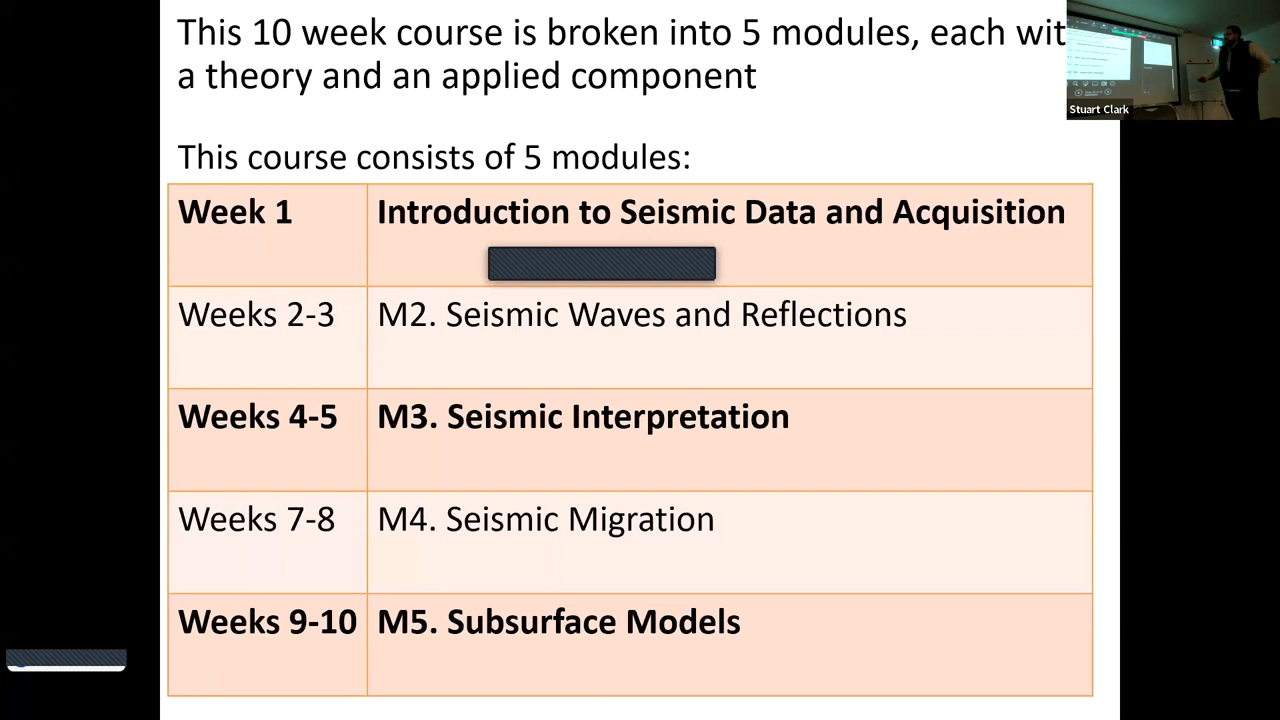 This 10 week course is broken into 5 modules, each wit
a theory and an applied component
Stuart Clark
This course consists of 5 modules:
Week 1 Introduction to Seismic Data and Acquisition
Weeks 2-3 M2. Seismic Waves and Reflections
Weeks 4-5 M3. Seismic Interpretation
Weeks 7-8 M4. Seismic Migration
Weeks 9-10 M5. Subsurface Models